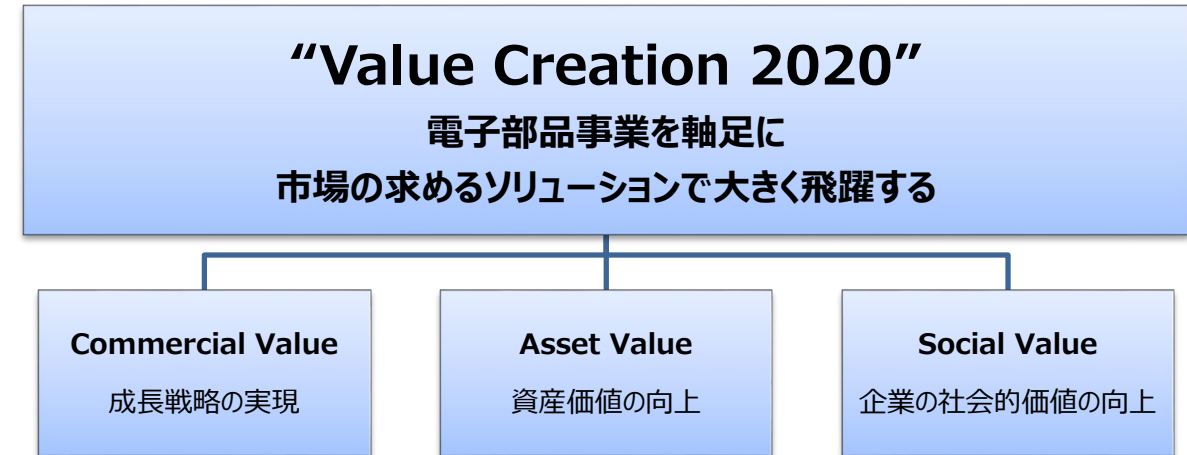 “Value Creation 2020”
電子部品事業を軸足に
市場の求めるソリューションで大きく飛躍する
Commercial Value
成長戦略の実現
Asset Value
資産価値の向上
Social Value
企業の社会的価値の向上